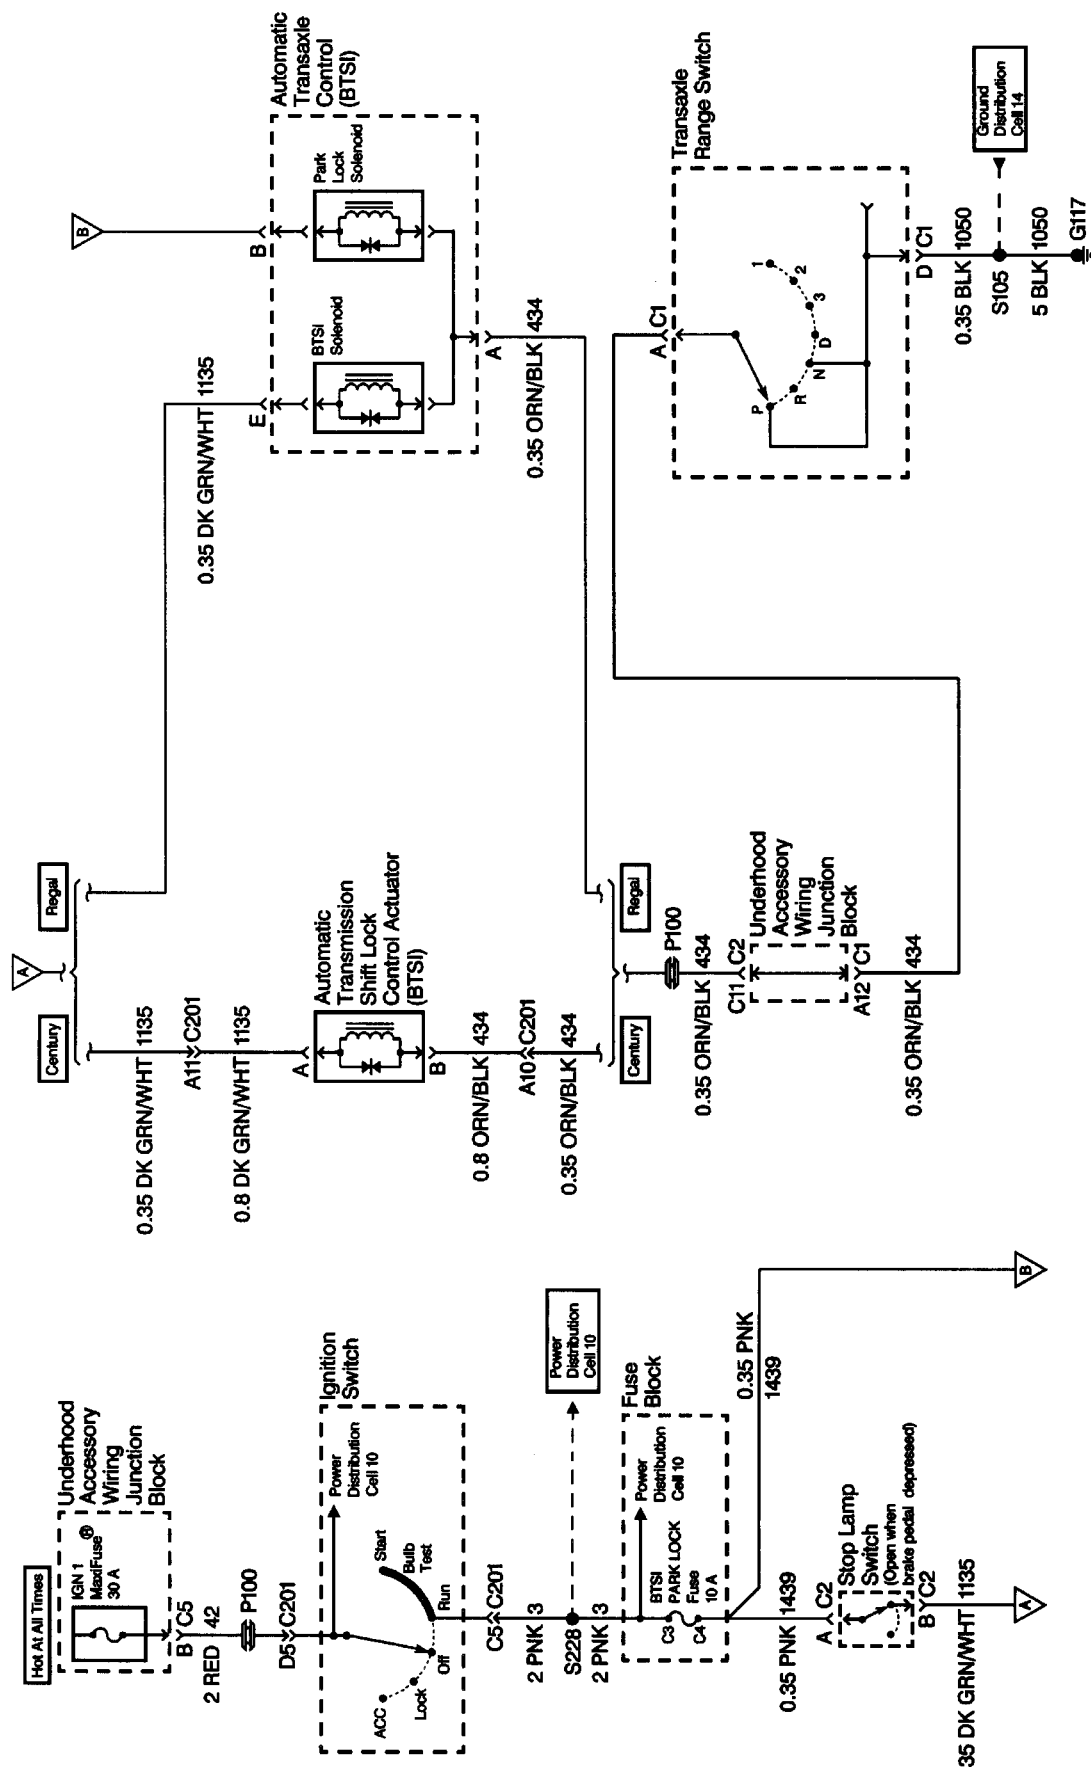 Hot At All Times
IGN 1
MaxiFuse®
30 A
Underhood
Accessory
Wiring
Junction
Block
B C5
2 RED 42
P100
D5 C201
Ignition
Switch
Power
Distribution
Cell 10
ACC
Lock
Off
Run
Bulb
Test
Start
C5 C201
2 PNK 3
S228
2 PNK 3
Power
Distribution
Cell 10
Fuse
Block
Power
Distribution
Cell 10
BTSI
PARK LOCK
Fuse
10 A
C3
C4
0.35 PNK
1439
B
0.35 PNK 1439
A C2
Stop Lamp
Switch
(Open when
brake pedal depressed)
B C2
35 DK GRN/WHT 1135
A
A
Century
Regal
0.35 DK GRN/WHT 1135
A11 C201
0.8 DK GRN/WHT 1135
A
Automatic
Transmission
Shift Lock
Control Actuator
(BTSI)
B
0.8 ORN/BLK 434
A10 C201
0.35 ORN/BLK 434
Century
Regal
P100
0.35 ORN/BLK 434
C11 C2
Underhood
Accessory
Wiring
Junction
Block
A12 C1
0.35 ORN/BLK 434
B
0.35 DK GRN/WHT 1135
E
B
Automatic
Transaxle
Control
(BTSI)
BTSI
Solenoid
Park
Lock
Solenoid
A
0.35 ORN/BLK 434
A C1
Transaxle
Range Switch
P
R
N
D
3
2
1
D C1
0.35 BLK 1050
S105
Ground
Distribution
Cell 14
5 BLK 1050
G117